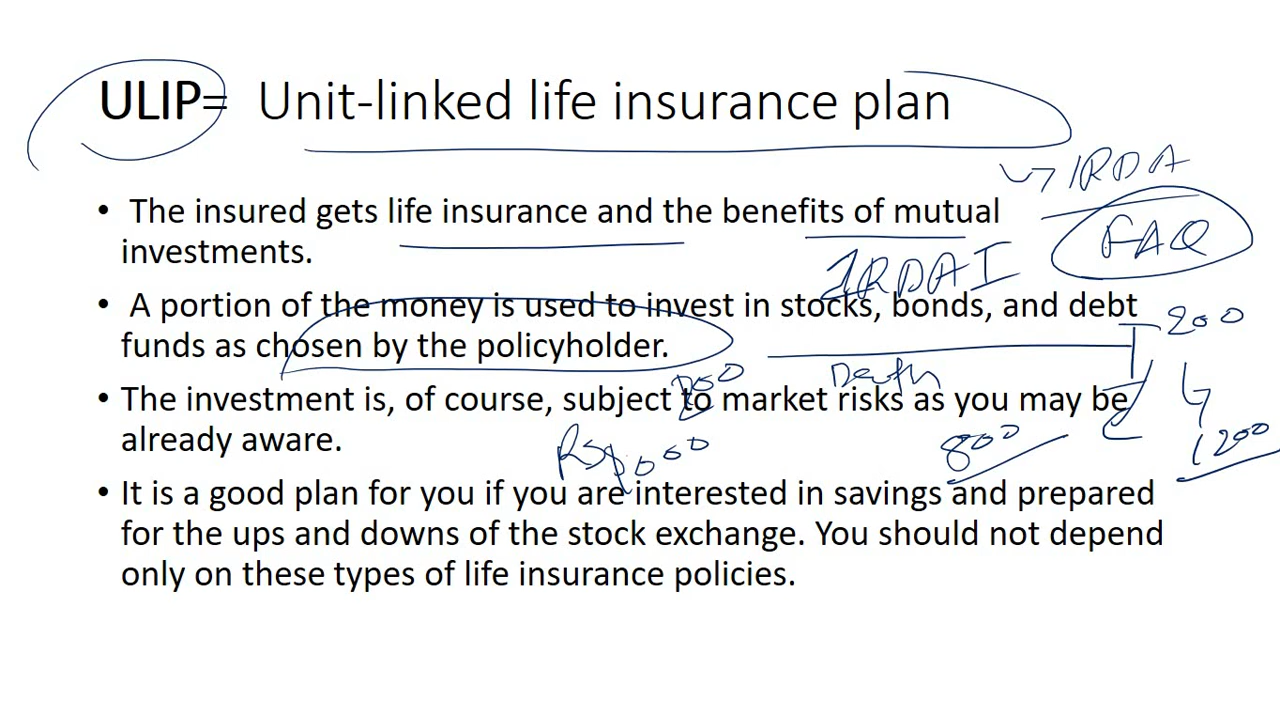 ULIP= Unit-linked life insurance plan
IRDA
• The insured gets life insurance and the benefits of mutual
investments.
FAQ
IRDAI
• A portion of the money is used to invest in stocks, bonds, and debt
funds as chosen by the policyholder.
200
Death
• The investment is, of course, subject to market risks as you may be
already aware.
800
1200
• It is a good plan for you if you are interested in savings and prepared
for the ups and downs of the stock exchange. You should not depend
only on these types of life insurance policies.